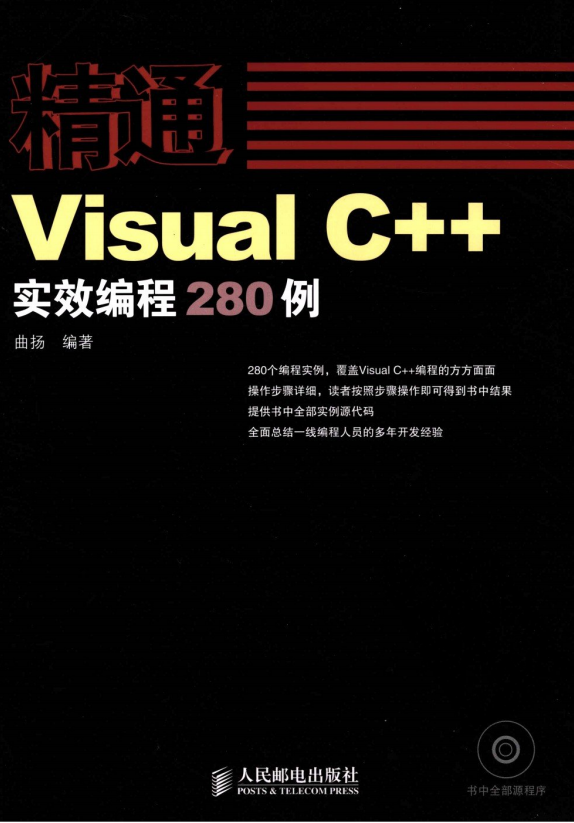 精通
Visual C++
实效编程280例
曲扬 编著
280个编程实例，覆盖Visual C++编程的方方面面
操作步骤详细，读者按照步骤操作即可得到书中结果
提供书中全部实例源代码
全面总结一线编程人员的多年开发经验
人民邮电出版社
POSTS & TELECOM PRESS
书中全部源程序